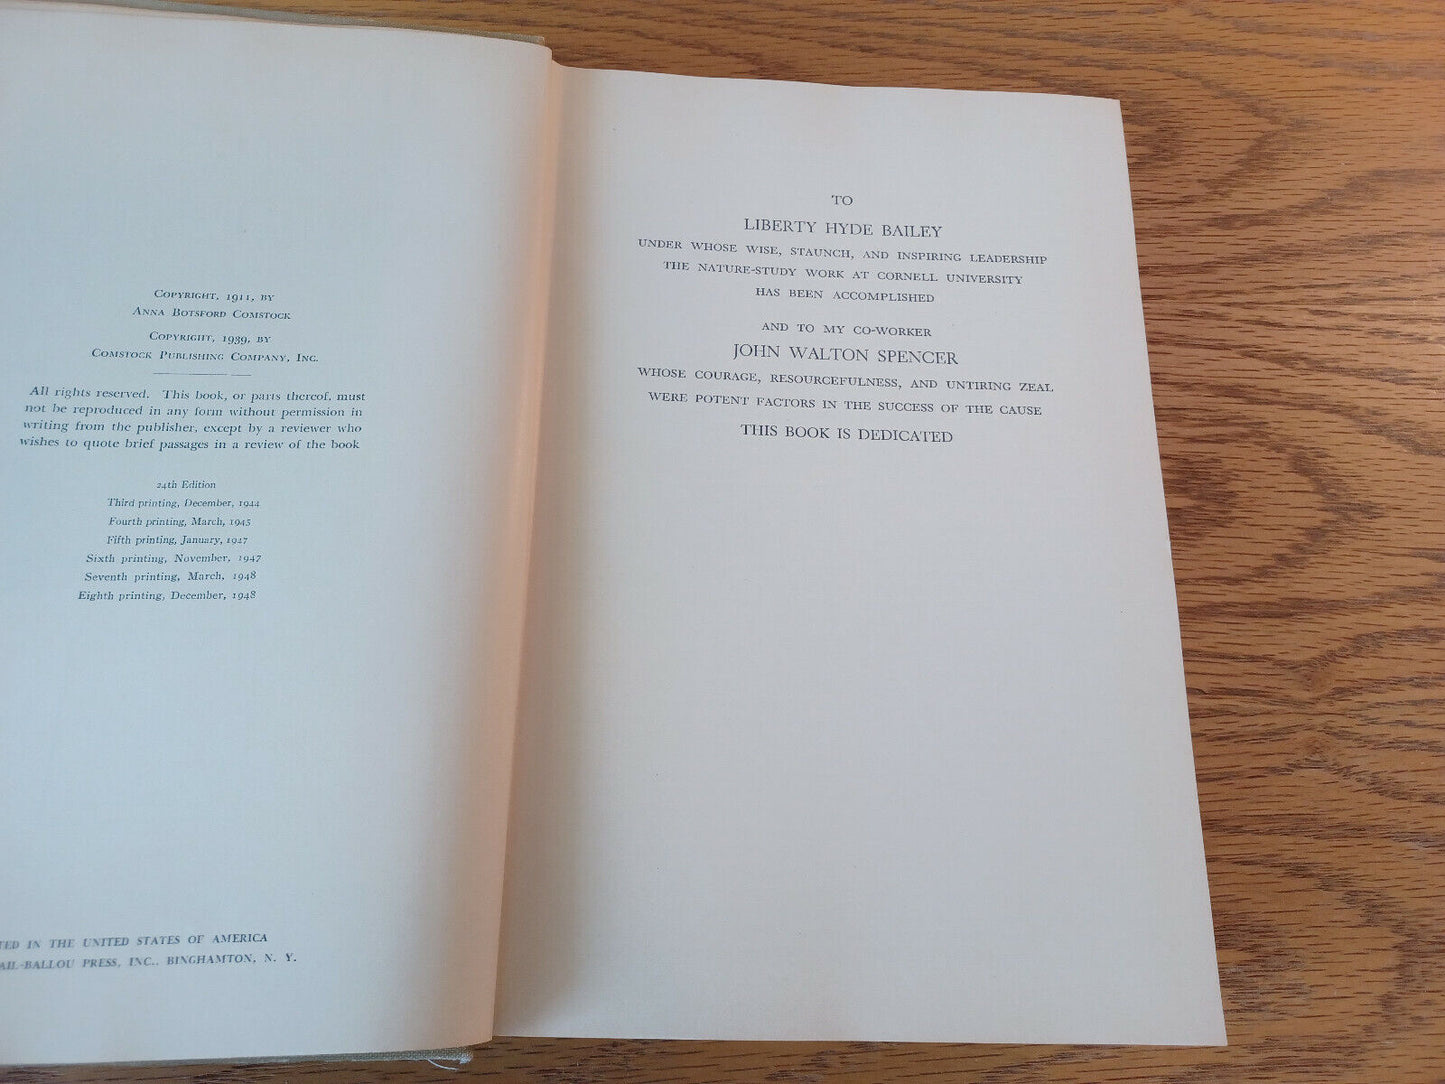 COPYRIGHT, 1911, BY
ANNA BOTSFORD COMSTOCK
COPYRIGHT, 1939, BY
COMSTOCK PUBLISHING COMPANY, INC.
All rights reserved. This book, or parts thereof, must
not be reproduced in any form without permission in
writing from the publisher, except by a reviewer who
wishes to quote brief passages in a review of the book
24th Edition
Third printing, December, 1944
Fourth printing, March, 1945
Fifth printing, January, 1947
Sixth printing, November, 1947
Seventh printing, March, 1948
Eighth printing, December, 1948
TED IN THE UNITED STATES OF AMERICA
AIL-BALLOU PRESS, INC., BINGHAMTON, N. Y.
TO
LIBERTY HYDE BAILEY
UNDER WHOSE WISE, STAUNCH, AND INSPIRING LEADERSHIP
THE NATURE-STUDY WORK AT CORNELL UNIVERSITY
HAS BEEN ACCOMPLISHED
AND TO MY CO-WORKER
JOHN WALTON SPENCER
WHOSE COURAGE, RESOURCEFULNESS, AND UNTIRING ZEAL
WERE POTENT FACTORS IN THE SUCCESS OF THE CAUSE
THIS BOOK IS DEDICATED